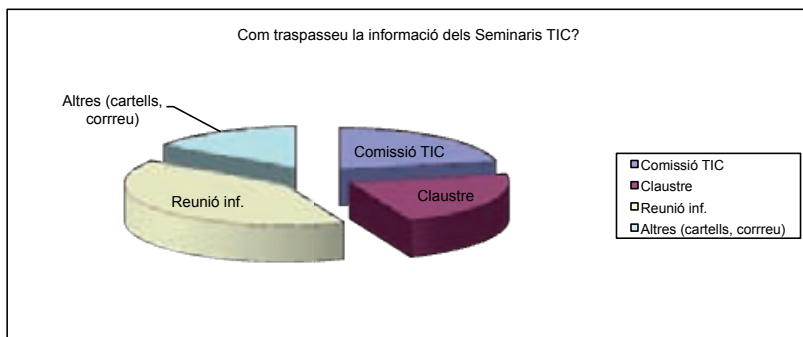 Com traspasseu la informació dels Seminaris TIC?
Altres (cartells,
corrreu)
Comissió TIC
Claustre
Reunió inf.
Comissió TIC
Claustre
Reunió inf.
Altres (cartells, corrreu)